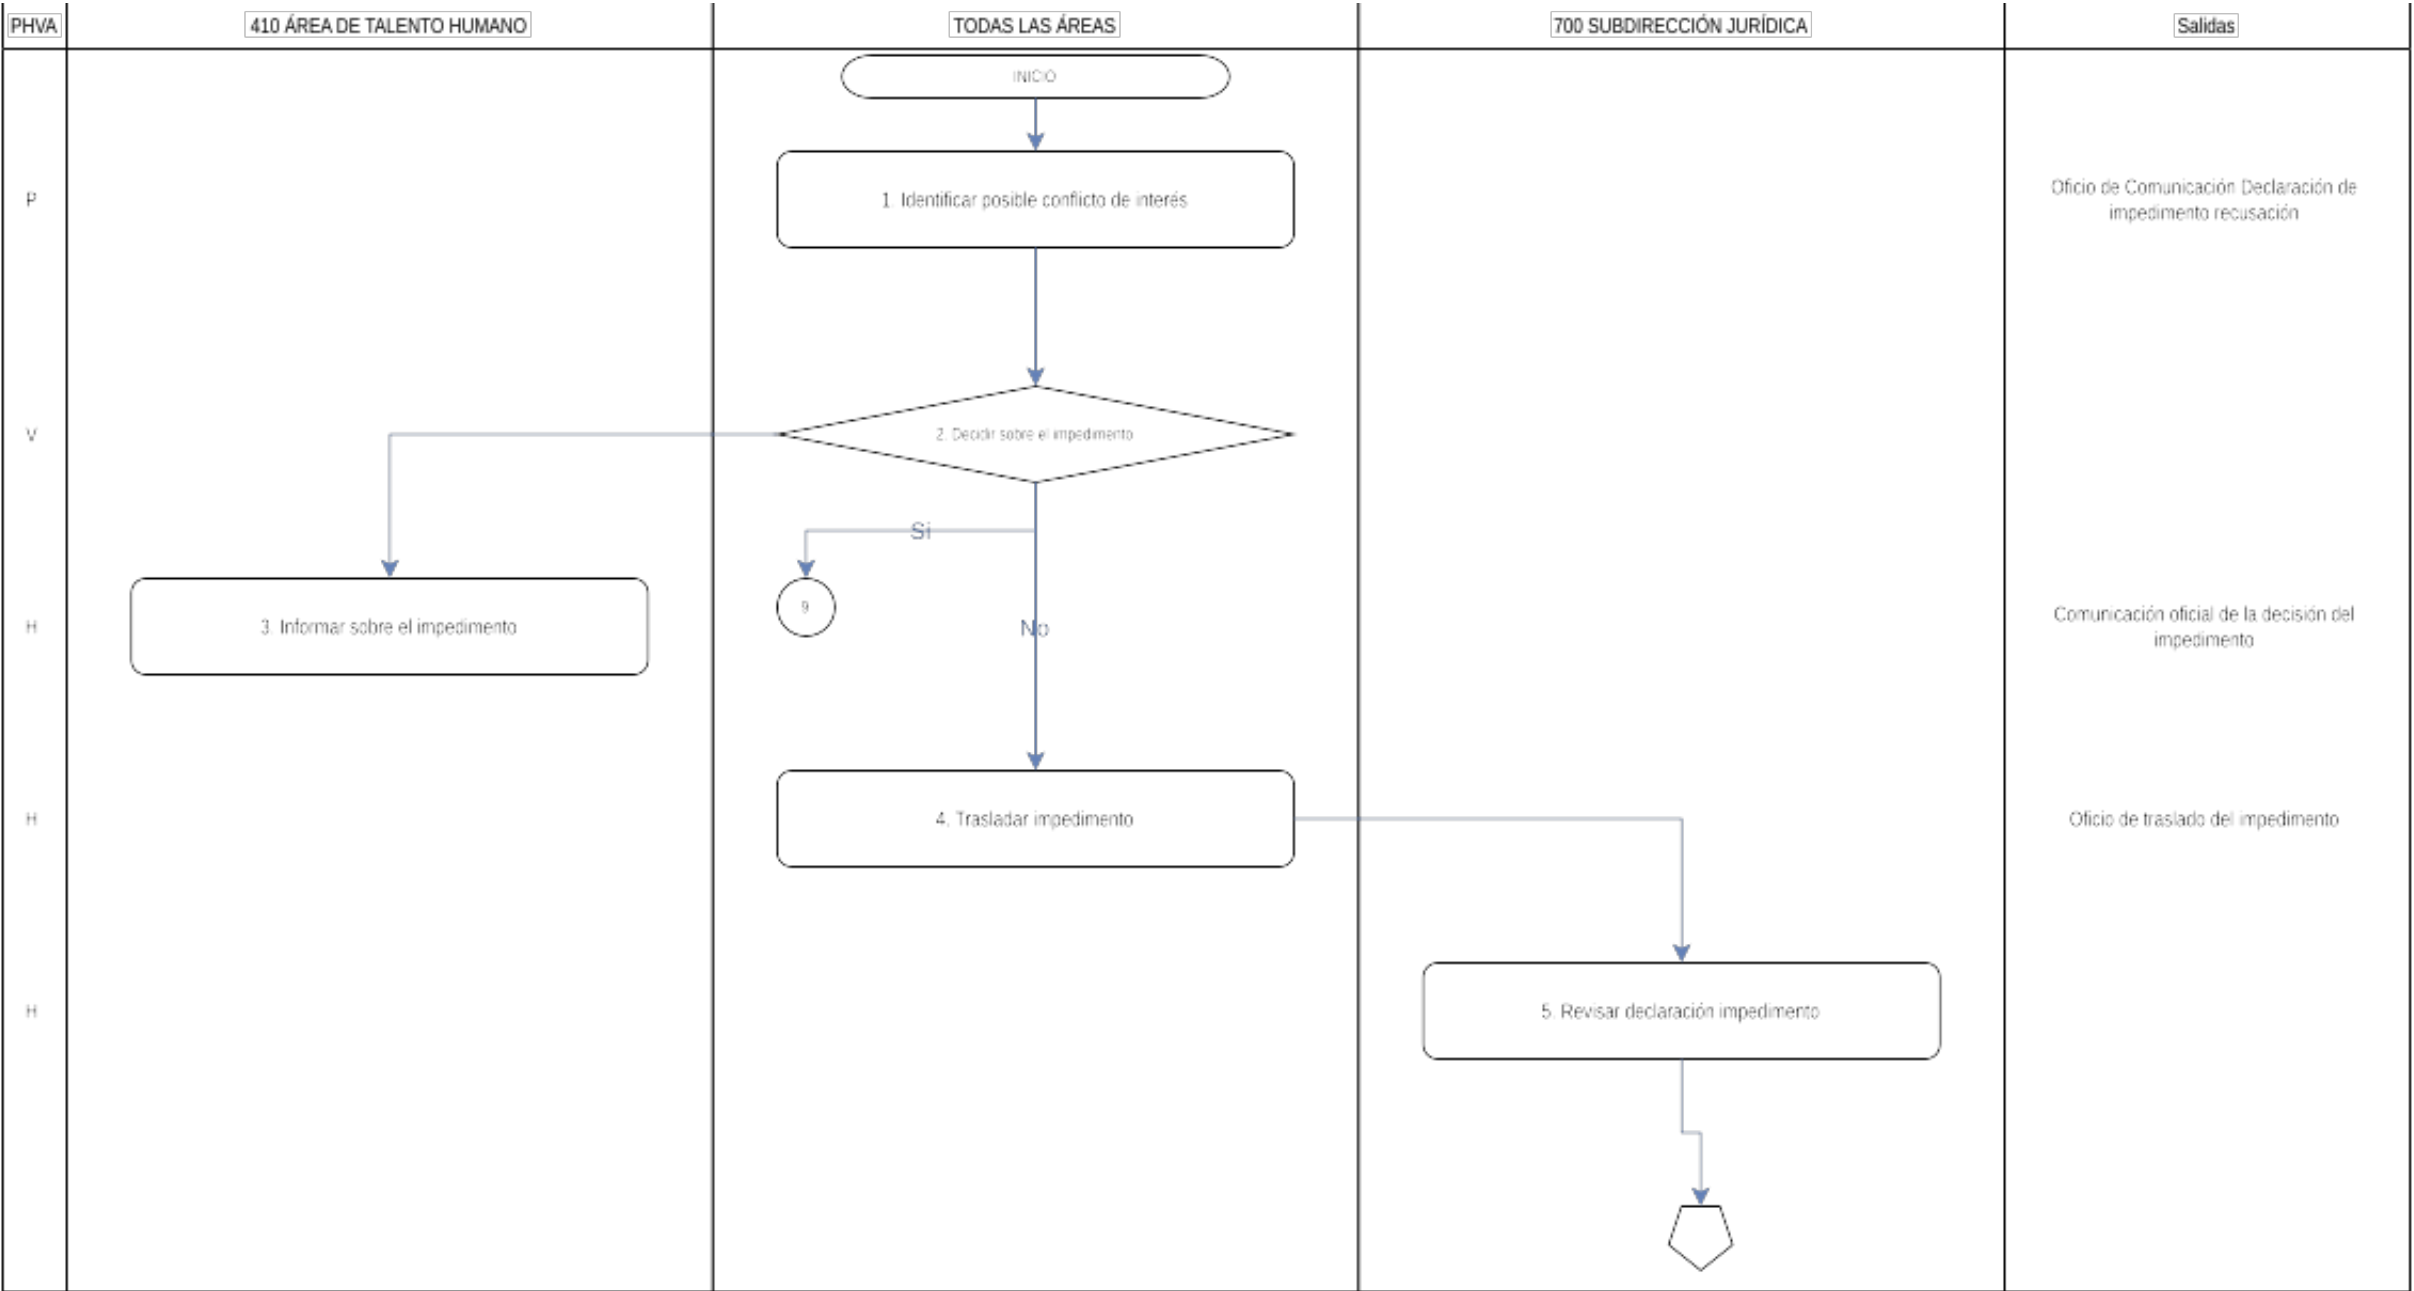 PHVA
410 ÁREA DE TALENTO HUMANO
TODAS LAS ÁREAS
700 SUBDIRECCIÓN JURÍDICA
Salidas
INICIO
P
1. Identificar posible conflicto de interés
Oficio de Comunicación Declaración de
impedimento recusación
V
2. Decidir sobre el impedimento
Si
H
3. Informar sobre el impedimento
9
No
Comunicación oficial de la decisión del
impedimento
H
4. Trasladar impedimento
Oficio de traslado del impedimento
H
5. Revisar declaración impedimento